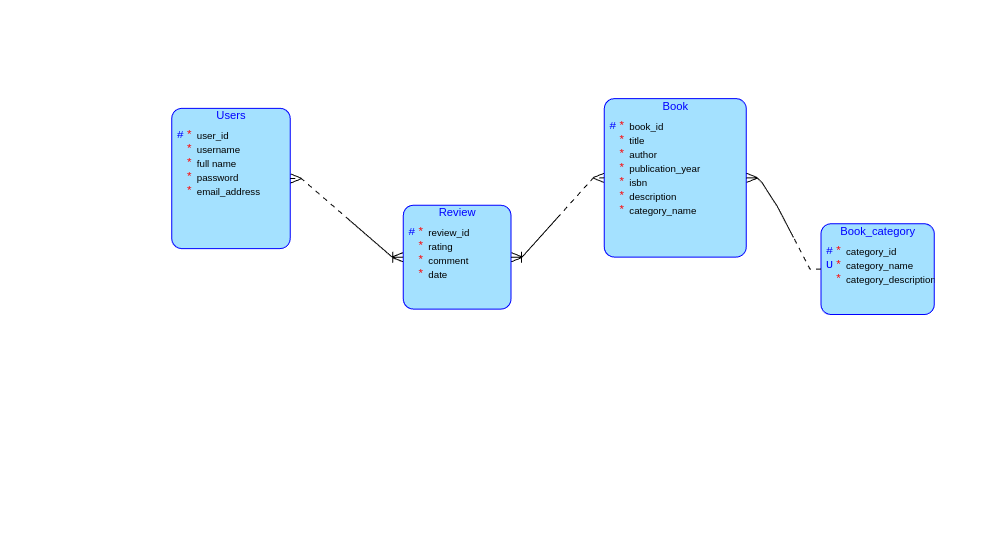 Users
# * user_id
* username
* full name
* password
* email_address
Review
# * review_id
* rating
* comment
* date
Book
# * book_id
* title
* author
* publication_year
* isbn
* description
* category_name
Book_category
# * category_id
U * category_name
* category_description